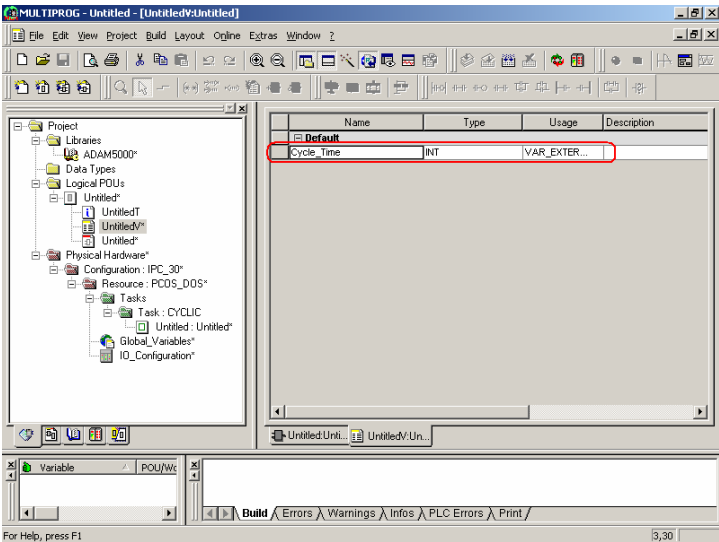 MULTIPROG - Untitled - [UntitledV:Untitled]
File Edit View Project Build Layout Online Extras Window ?
Project
Libraries
ADAM5000*
Data Types
Logical POUs
Untitled*
UntitledT
UntitledV*
Untitled*
Physical Hardware*
Configuration : IPC_30*
Resource : PCOS_DOS*
Tasks
Task : CYCLIC
Untitled : Untitled*
Global_Variables*
IO_Configuration*
Name Type Usage Description
Default
Cycle_Time INT VAR_EXTER...
Untitled:Unti... UntitledV:Un...
Variable POU/Wo
Build Errors Warnings Infos PLC Errors Print
For Help, press F1 3,30